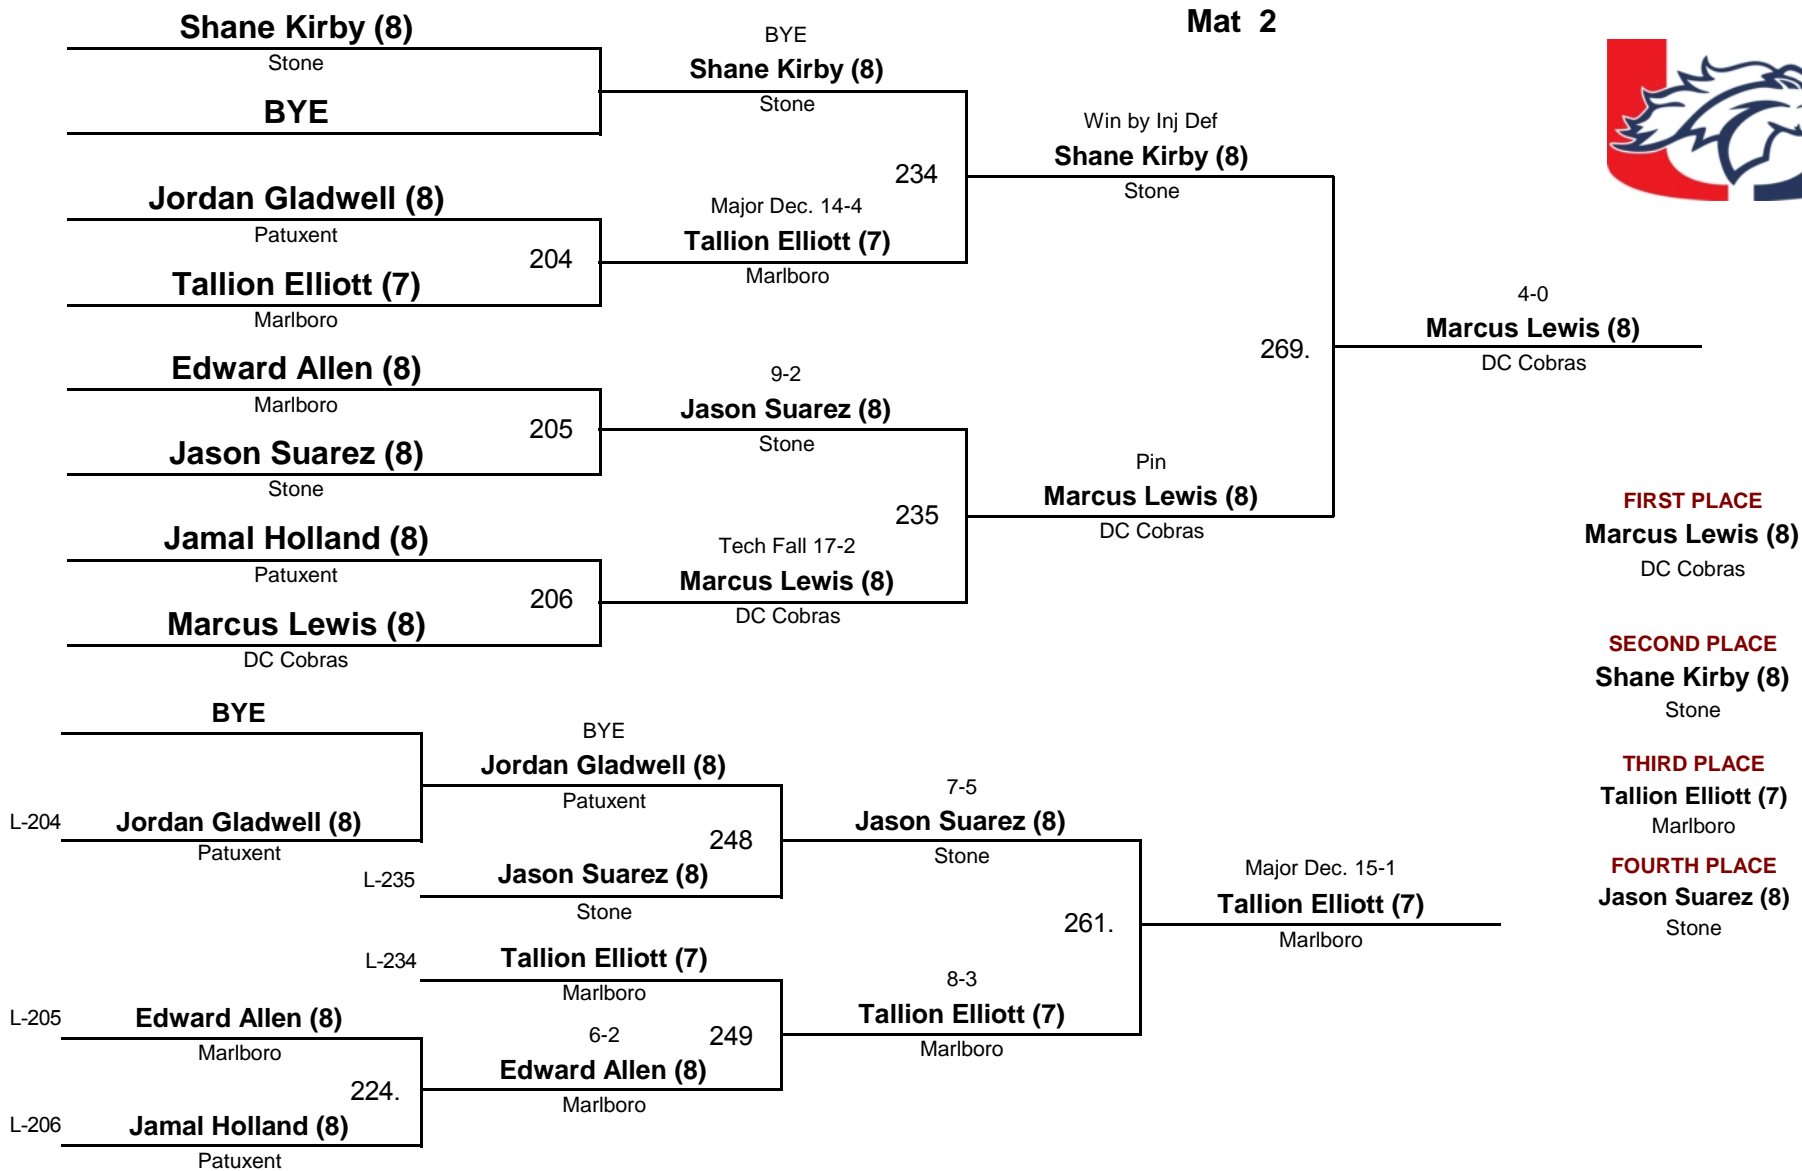 Mat 2
Shane Kirby (8)
Stone
BYE
BYE
Shane Kirby (8)
Stone
Jordan Gladwell (8)
Patuxent
204
Tallion Elliott (7)
Marlboro
Major Dec. 14-4
Tallion Elliott (7)
Marlboro
234
Win by Inj Def
Shane Kirby (8)
Stone
Edward Allen (8)
Marlboro
205
Jason Suarez (8)
Stone
9-2
Jason Suarez (8)
Stone
Jamal Holland (8)
Patuxent
206
Marcus Lewis (8)
DC Cobras
Tech Fall 17-2
Marcus Lewis (8)
DC Cobras
235
Pin
Marcus Lewis (8)
DC Cobras
269.
4-0
Marcus Lewis (8)
DC Cobras
FIRST PLACE
Marcus Lewis (8)
DC Cobras
SECOND PLACE
Shane Kirby (8)
Stone
THIRD PLACE
Tallion Elliott (7)
Marlboro
FOURTH PLACE
Jason Suarez (8)
Stone
BYE
L-204
Jordan Gladwell (8)
Patuxent
BYE
Jordan Gladwell (8)
Patuxent
248
L-235
Jason Suarez (8)
Stone
7-5
Jason Suarez (8)
Stone
L-234
Tallion Elliott (7)
Marlboro
L-205
Edward Allen (8)
Marlboro
224.
L-206
Jamal Holland (8)
Patuxent
6-2
Edward Allen (8)
Marlboro
249
8-3
Tallion Elliott (7)
Marlboro
261.
Major Dec. 15-1
Tallion Elliott (7)
Marlboro